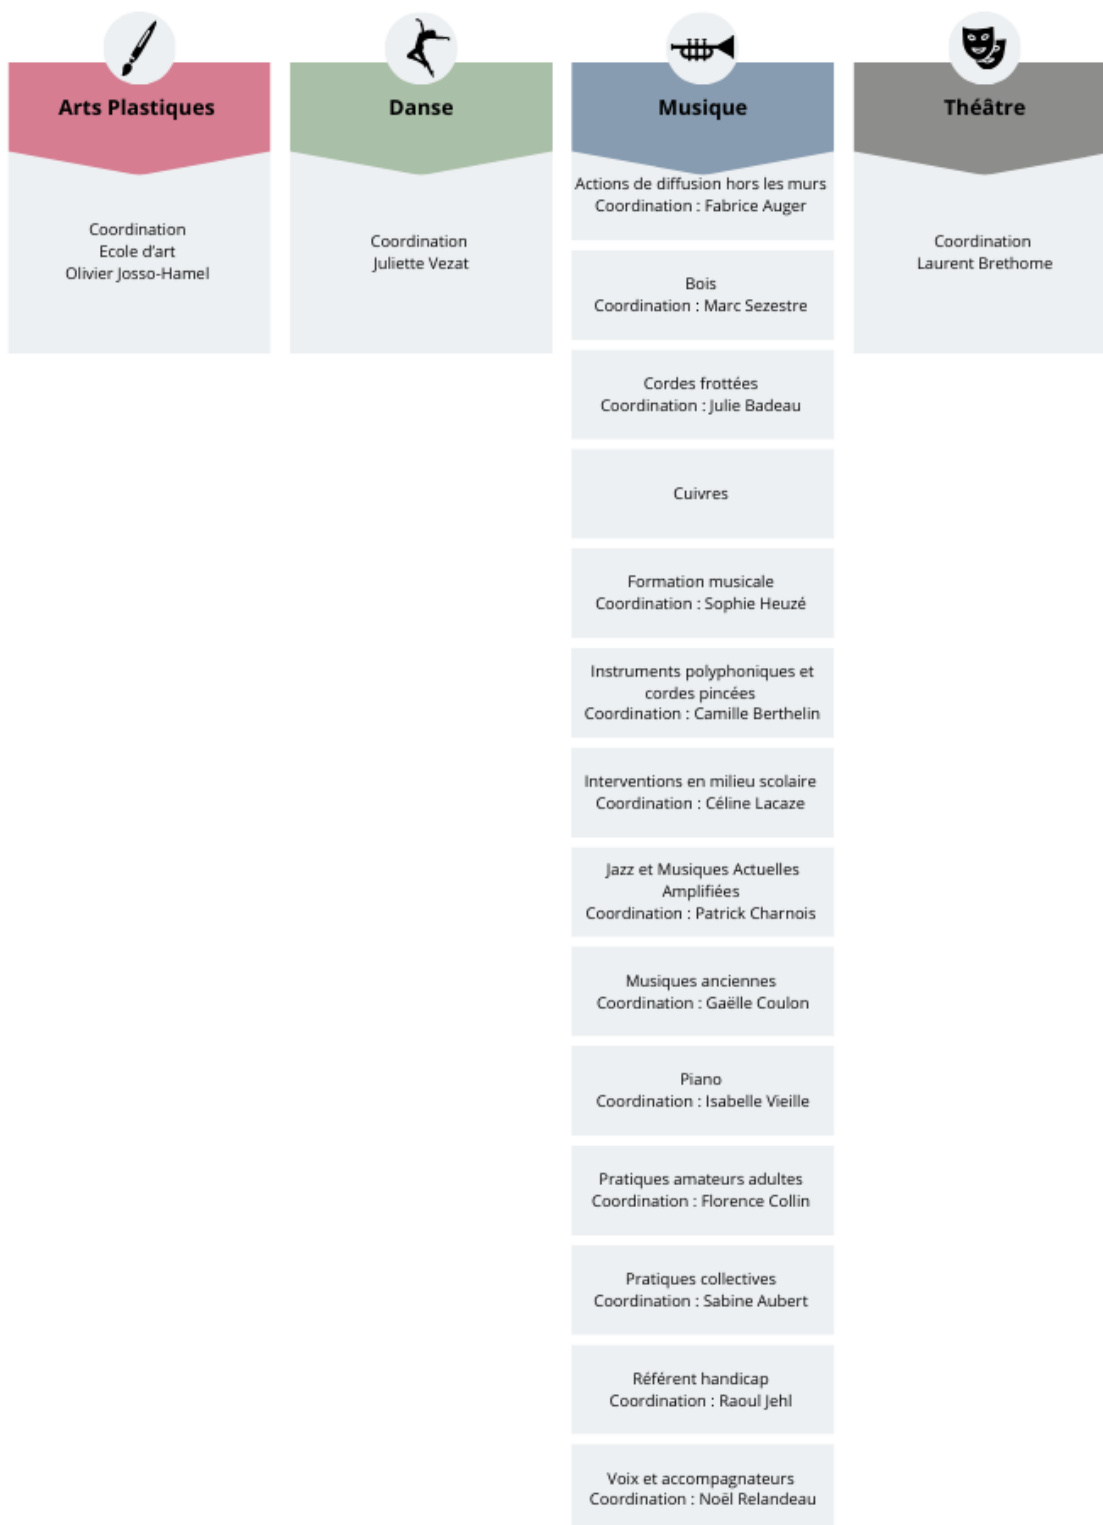 Arts Plastiques
Coordination
Ecole d'art
Olivier Josso-Hamel
Danse
Coordination
Juliette Vezat
Musique
Actions de diffusion hors les murs
Coordination : Fabrice Auger
Bois
Coordination : Marc Sezestre
Cordes frottées
Coordination : Julie Badeau
Cuivres
Formation musicale
Coordination : Sophie Heuzé
Instruments polyphoniques et
cordes pincées
Coordination : Camille Berthelin
Interventions en milieu scolaire
Coordination : Céline Lacaze
Jazz et Musiques Actuelles
Amplifiées
Coordination : Patrick Charnois
Musiques anciennes
Coordination : Gaëlle Coulon
Piano
Coordination : Isabelle Vieille
Pratiques amateurs adultes
Coordination : Florence Collin
Pratiques collectives
Coordination : Sabine Aubert
Référent handicap
Coordination : Raoul Jehl
Voix et accompagnateurs
Coordination : Noël Relandeau
Théâtre
Coordination
Laurent Brethome